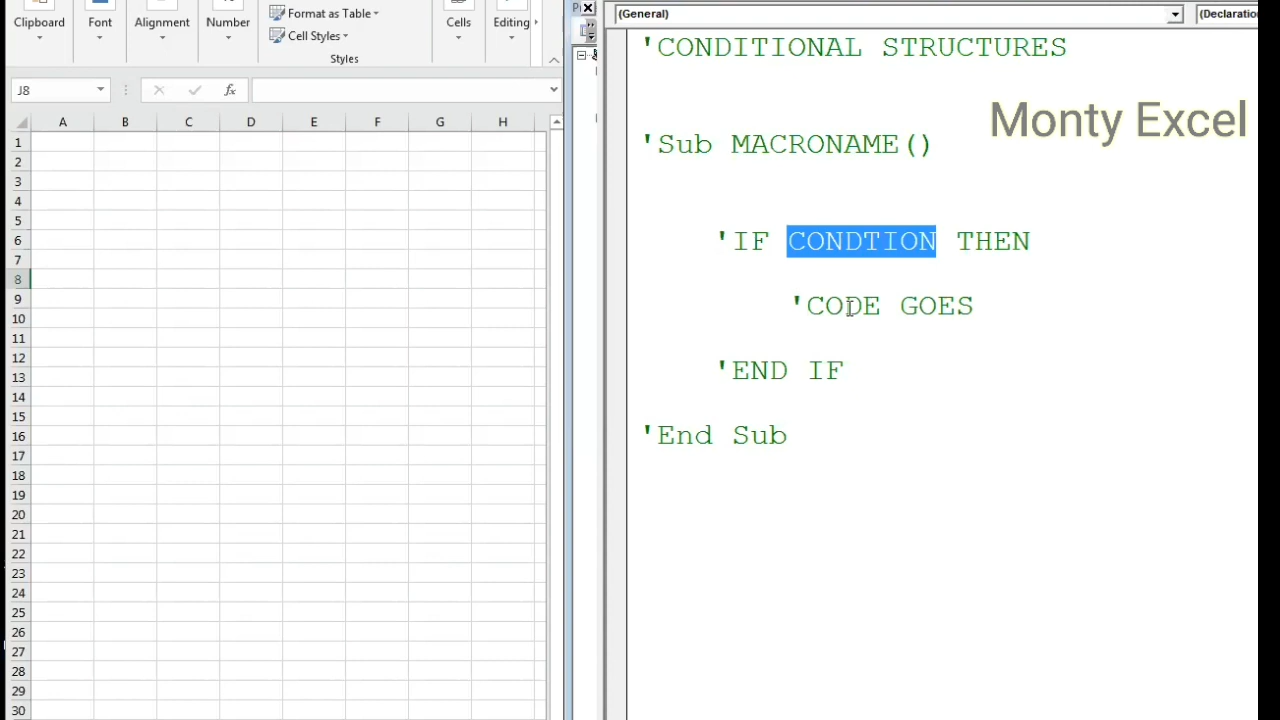 Clipboard
Font
Alignment
Number
Format as Table
Cell Styles
Styles
Cells
Editing
J8
fx
A B C D E F G H
1
2
3
4
5
6
7
8
9
10
11
12
13
14
15
16
17
18
19
20
21
22
23
24
25
26
27
28
29
30
(General)
'CONDITIONAL STRUCTURES
Monty Excel
'Sub MACRONAME()
'IF CONDTION THEN
'CODE GOES
'END IF
'End Sub